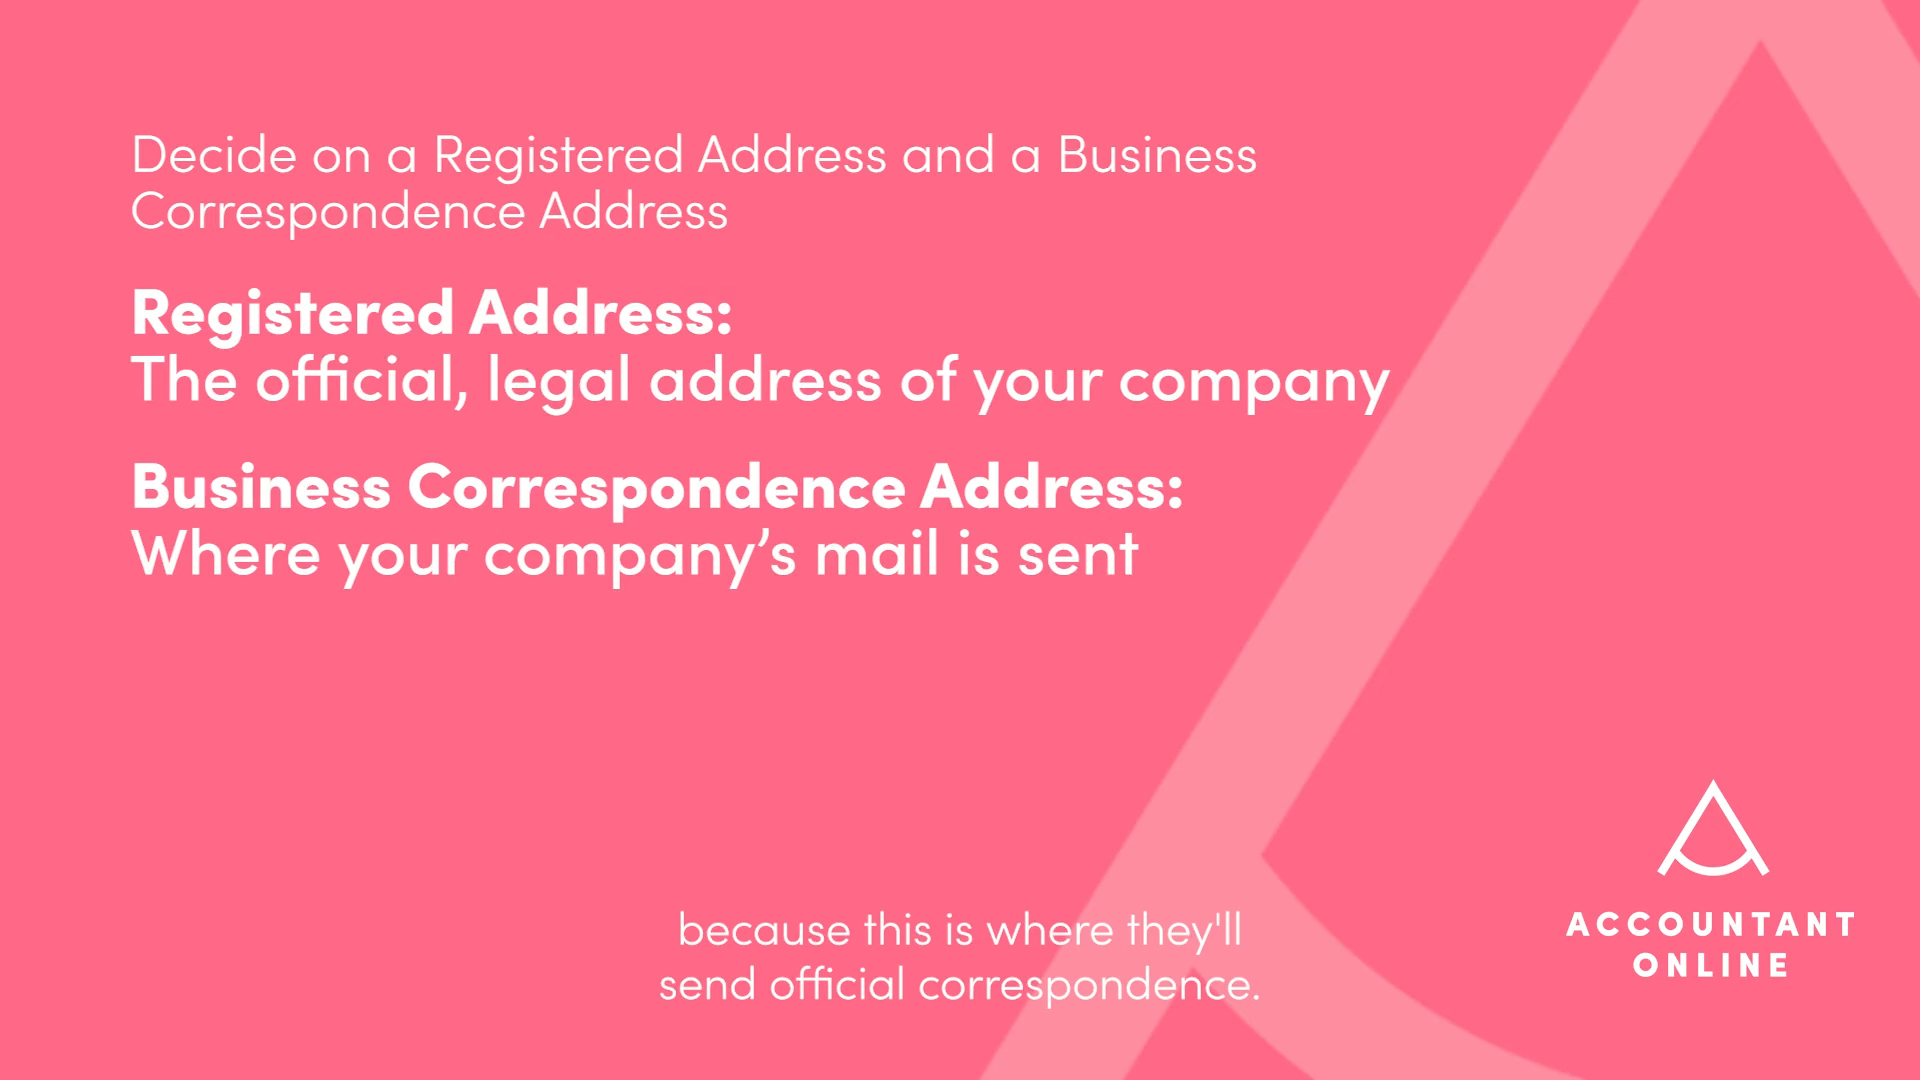 Decide on a Registered Address and a Business
Correspondence Address
Registered Address:
The official, legal address of your company
Business Correspondence Address:
Where your company’s mail is sent
because this is where they'll
send official correspondence.
ACCOUNTANT
ONLINE